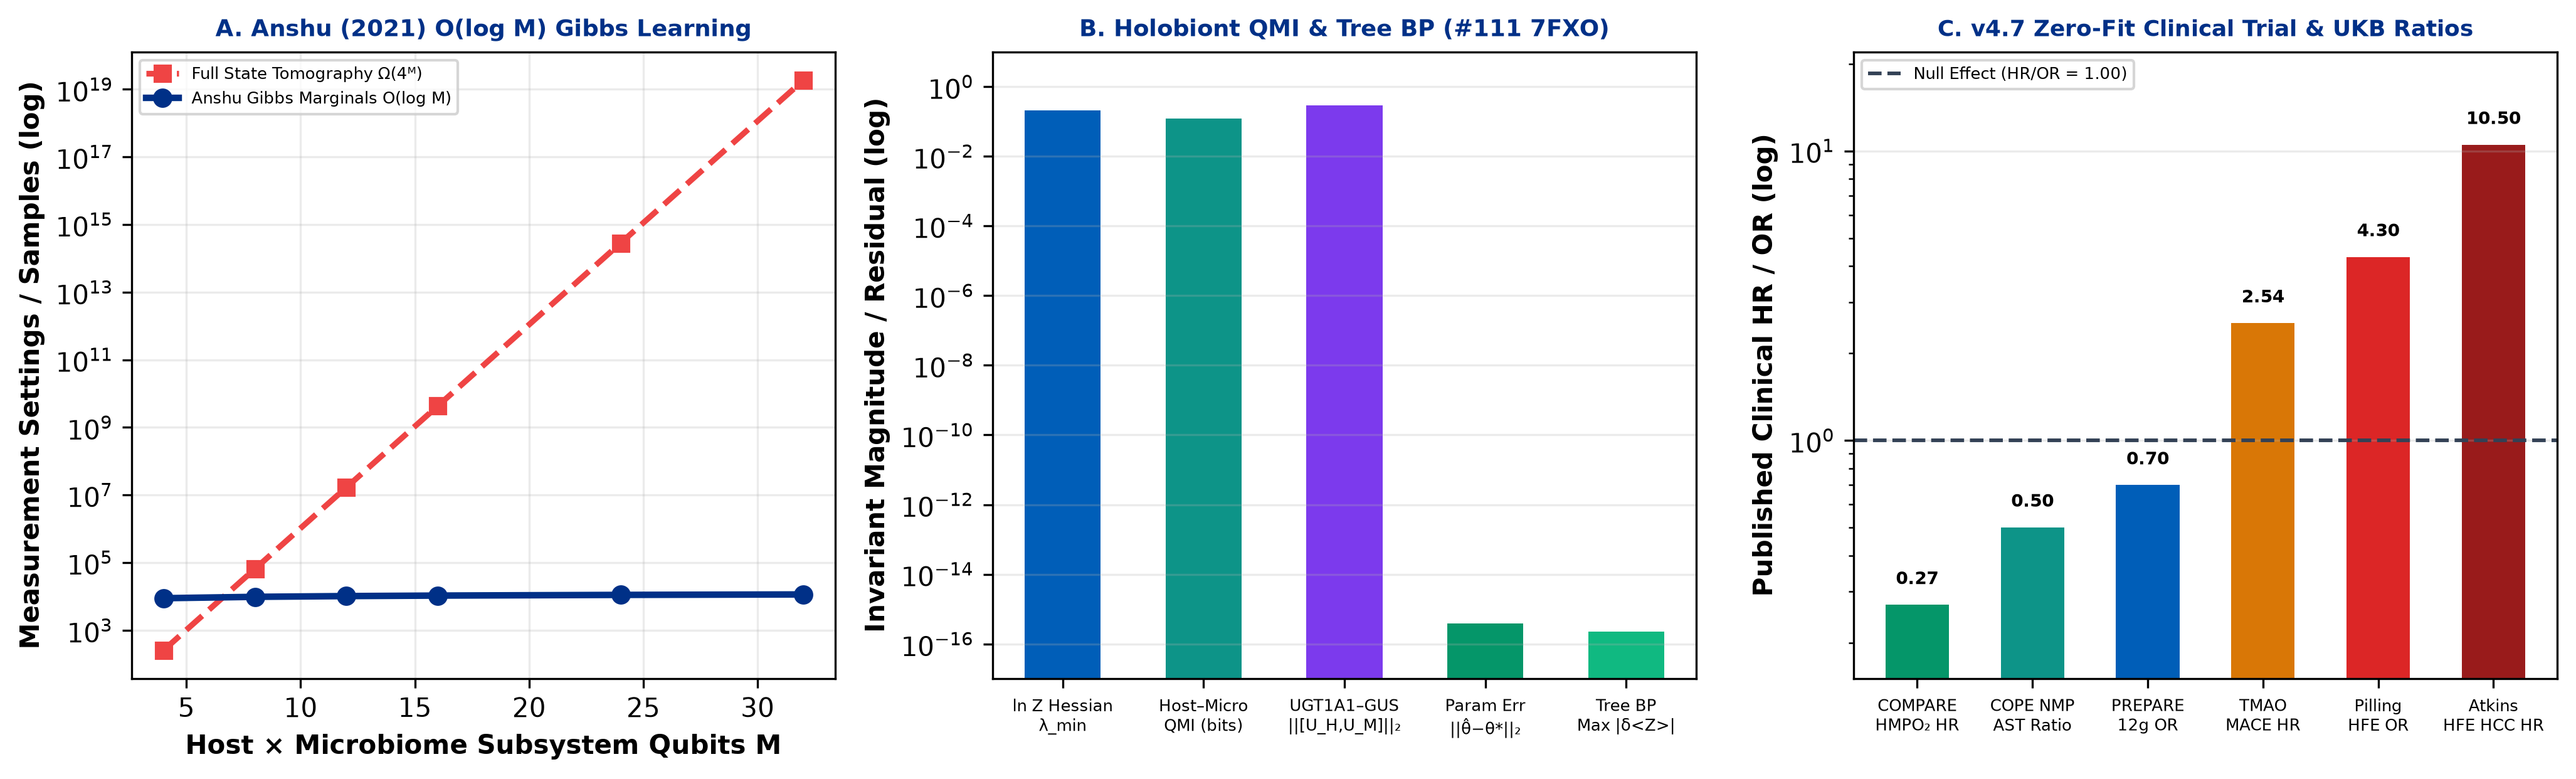 A. Anshu (2021) O(log M) Gibbs Learning
Full State Tomography Ω(4ᴹ)
Anshu Gibbs Marginals O(log M)
Measurement Settings / Samples (log)
10¹⁹
10¹⁷
10¹⁵
10¹³
10¹¹
10⁹
10⁷
10⁵
10³
5 10 15 20 25 30
Host × Microbiome Subsystem Qubits M
B. Holobiont QMI & Tree BP (#111 7FXO)
Invariant Magnitude / Residual (log)
10⁰
10⁻²
10⁻⁴
10⁻⁶
10⁻⁸
10⁻¹⁰
10⁻¹²
10⁻¹⁴
10⁻¹⁶
ln Z Hessian
λ_min
Host–Micro
QMI (bits)
UGT1A1–GUS
||[U_H,U_M]||₂
Param Err
||θ̂−θ*||₂
Tree BP
Max |δ<Z>|
C. v4.7 Zero-Fit Clinical Trial & UKB Ratios
Null Effect (HR/OR = 1.00)
Published Clinical HR / OR (log)
10¹
10⁰
0.27
0.50
0.70
2.54
4.30
10.50
COMPARE
HMPO₂ HR
COPE NMP
AST Ratio
PREPARE
12g OR
TMAO
MACE HR
Pilling
HFE OR
Atkins
HFE HCC HR